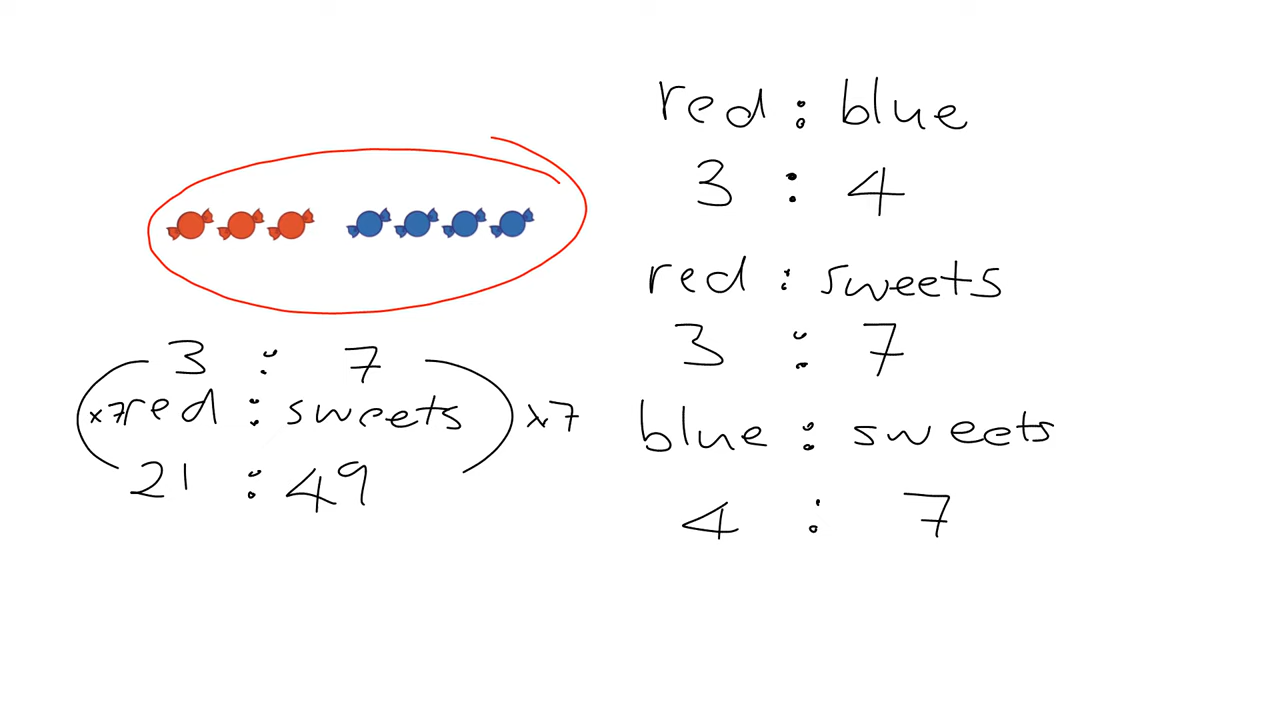 red : blue
3 : 4
red : sweets
3 : 7
blue : sweets
4 : 7
3 : 7
x7 red : sweets x7
21 : 49